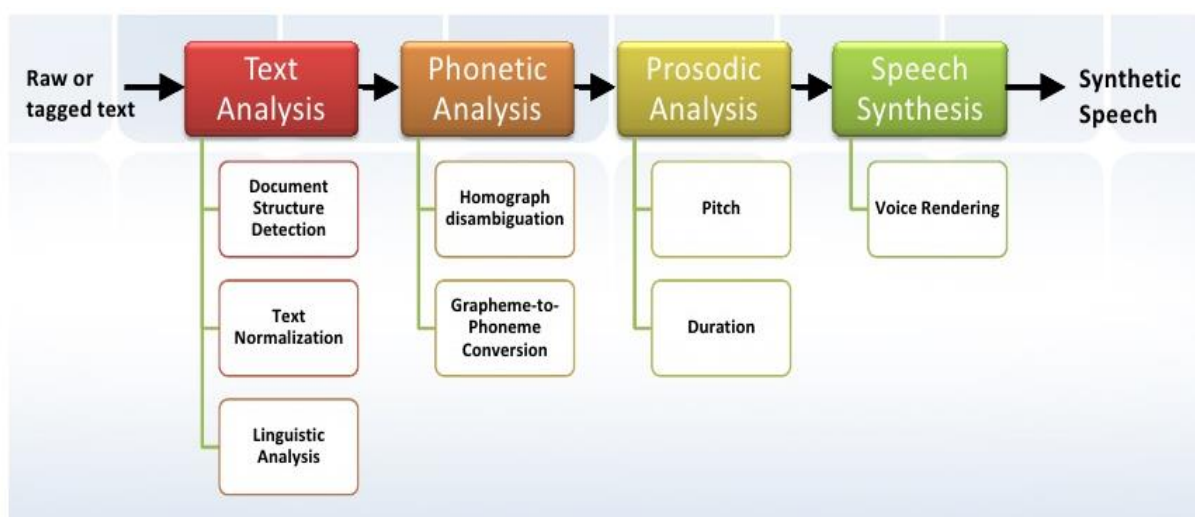 Raw or
tagged text
Text
Analysis
Phonetic
Analysis
Prosodic
Analysis
Speech
Synthesis
Synthetic
Speech
Document
Structure
Detection
Text
Normalization
Linguistic
Analysis
Homograph
disambiguation
Grapheme-to-
Phoneme
Conversion
Pitch
Duration
Voice Rendering